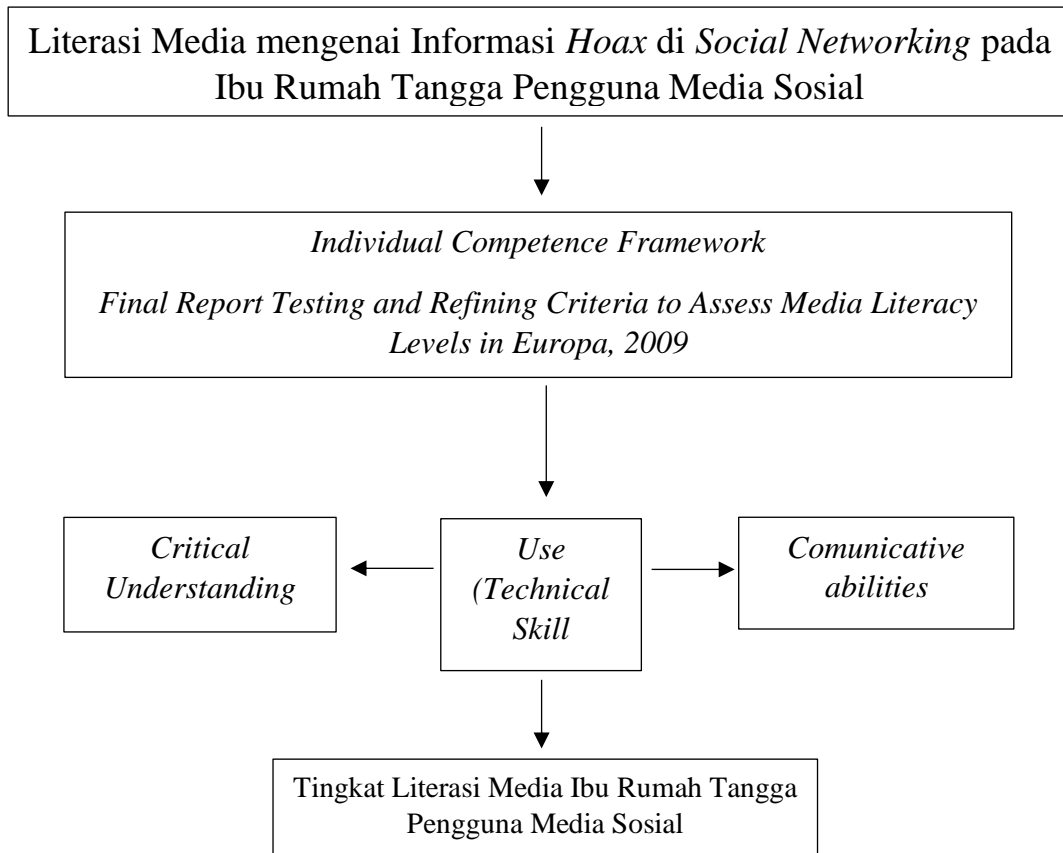 Literasi Media mengenai Informasi Hoax di Social Networking pada
Ibu Rumah Tangga Pengguna Media Sosial
Individual Competence Framework
Final Report Testing and Refining Criteria to Assess Media Literacy
Levels in Europa, 2009
Critical
Understanding
Use
(Technical
Skill
Comunicative
abilities
Tingkat Literasi Media Ibu Rumah Tangga
Pengguna Media Sosial